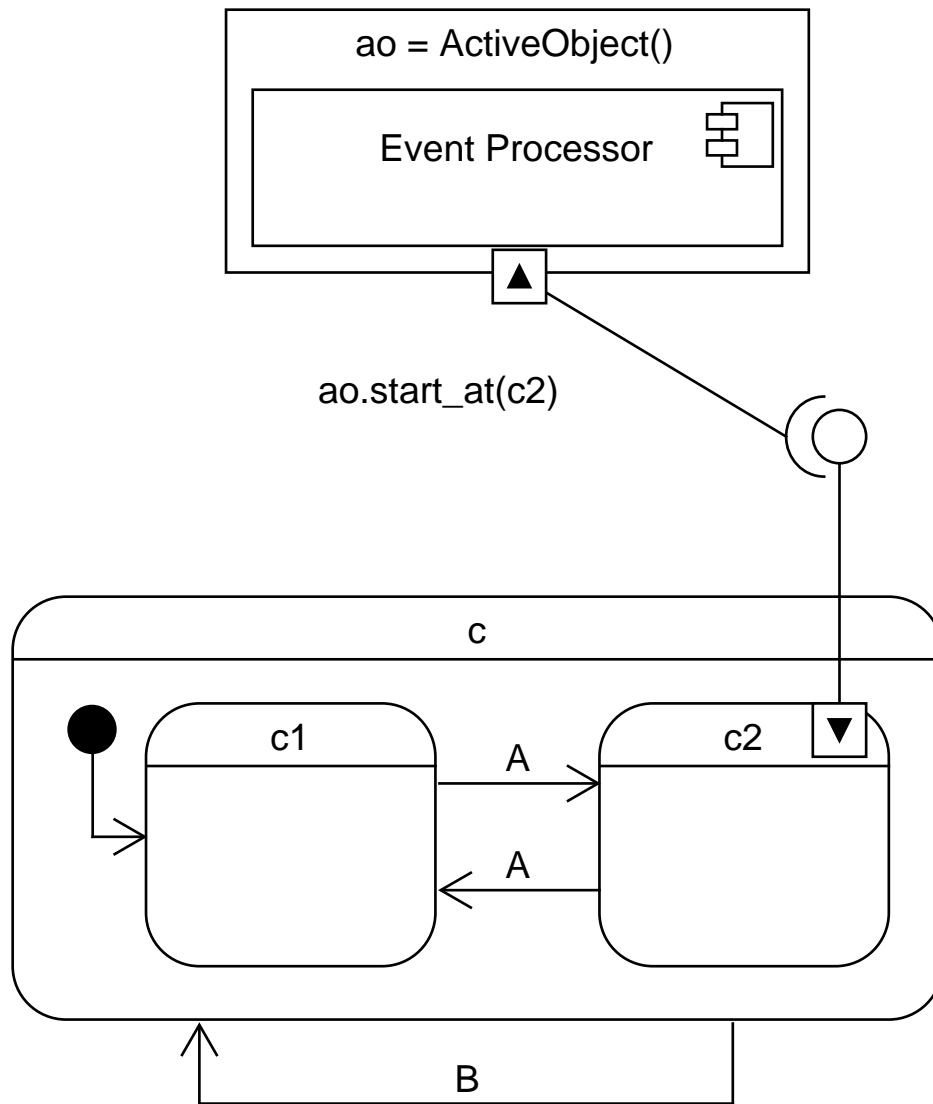 ao = ActiveObject()
Event Processor
ao.start_at(c2)
c
c1
c2
A
A
B